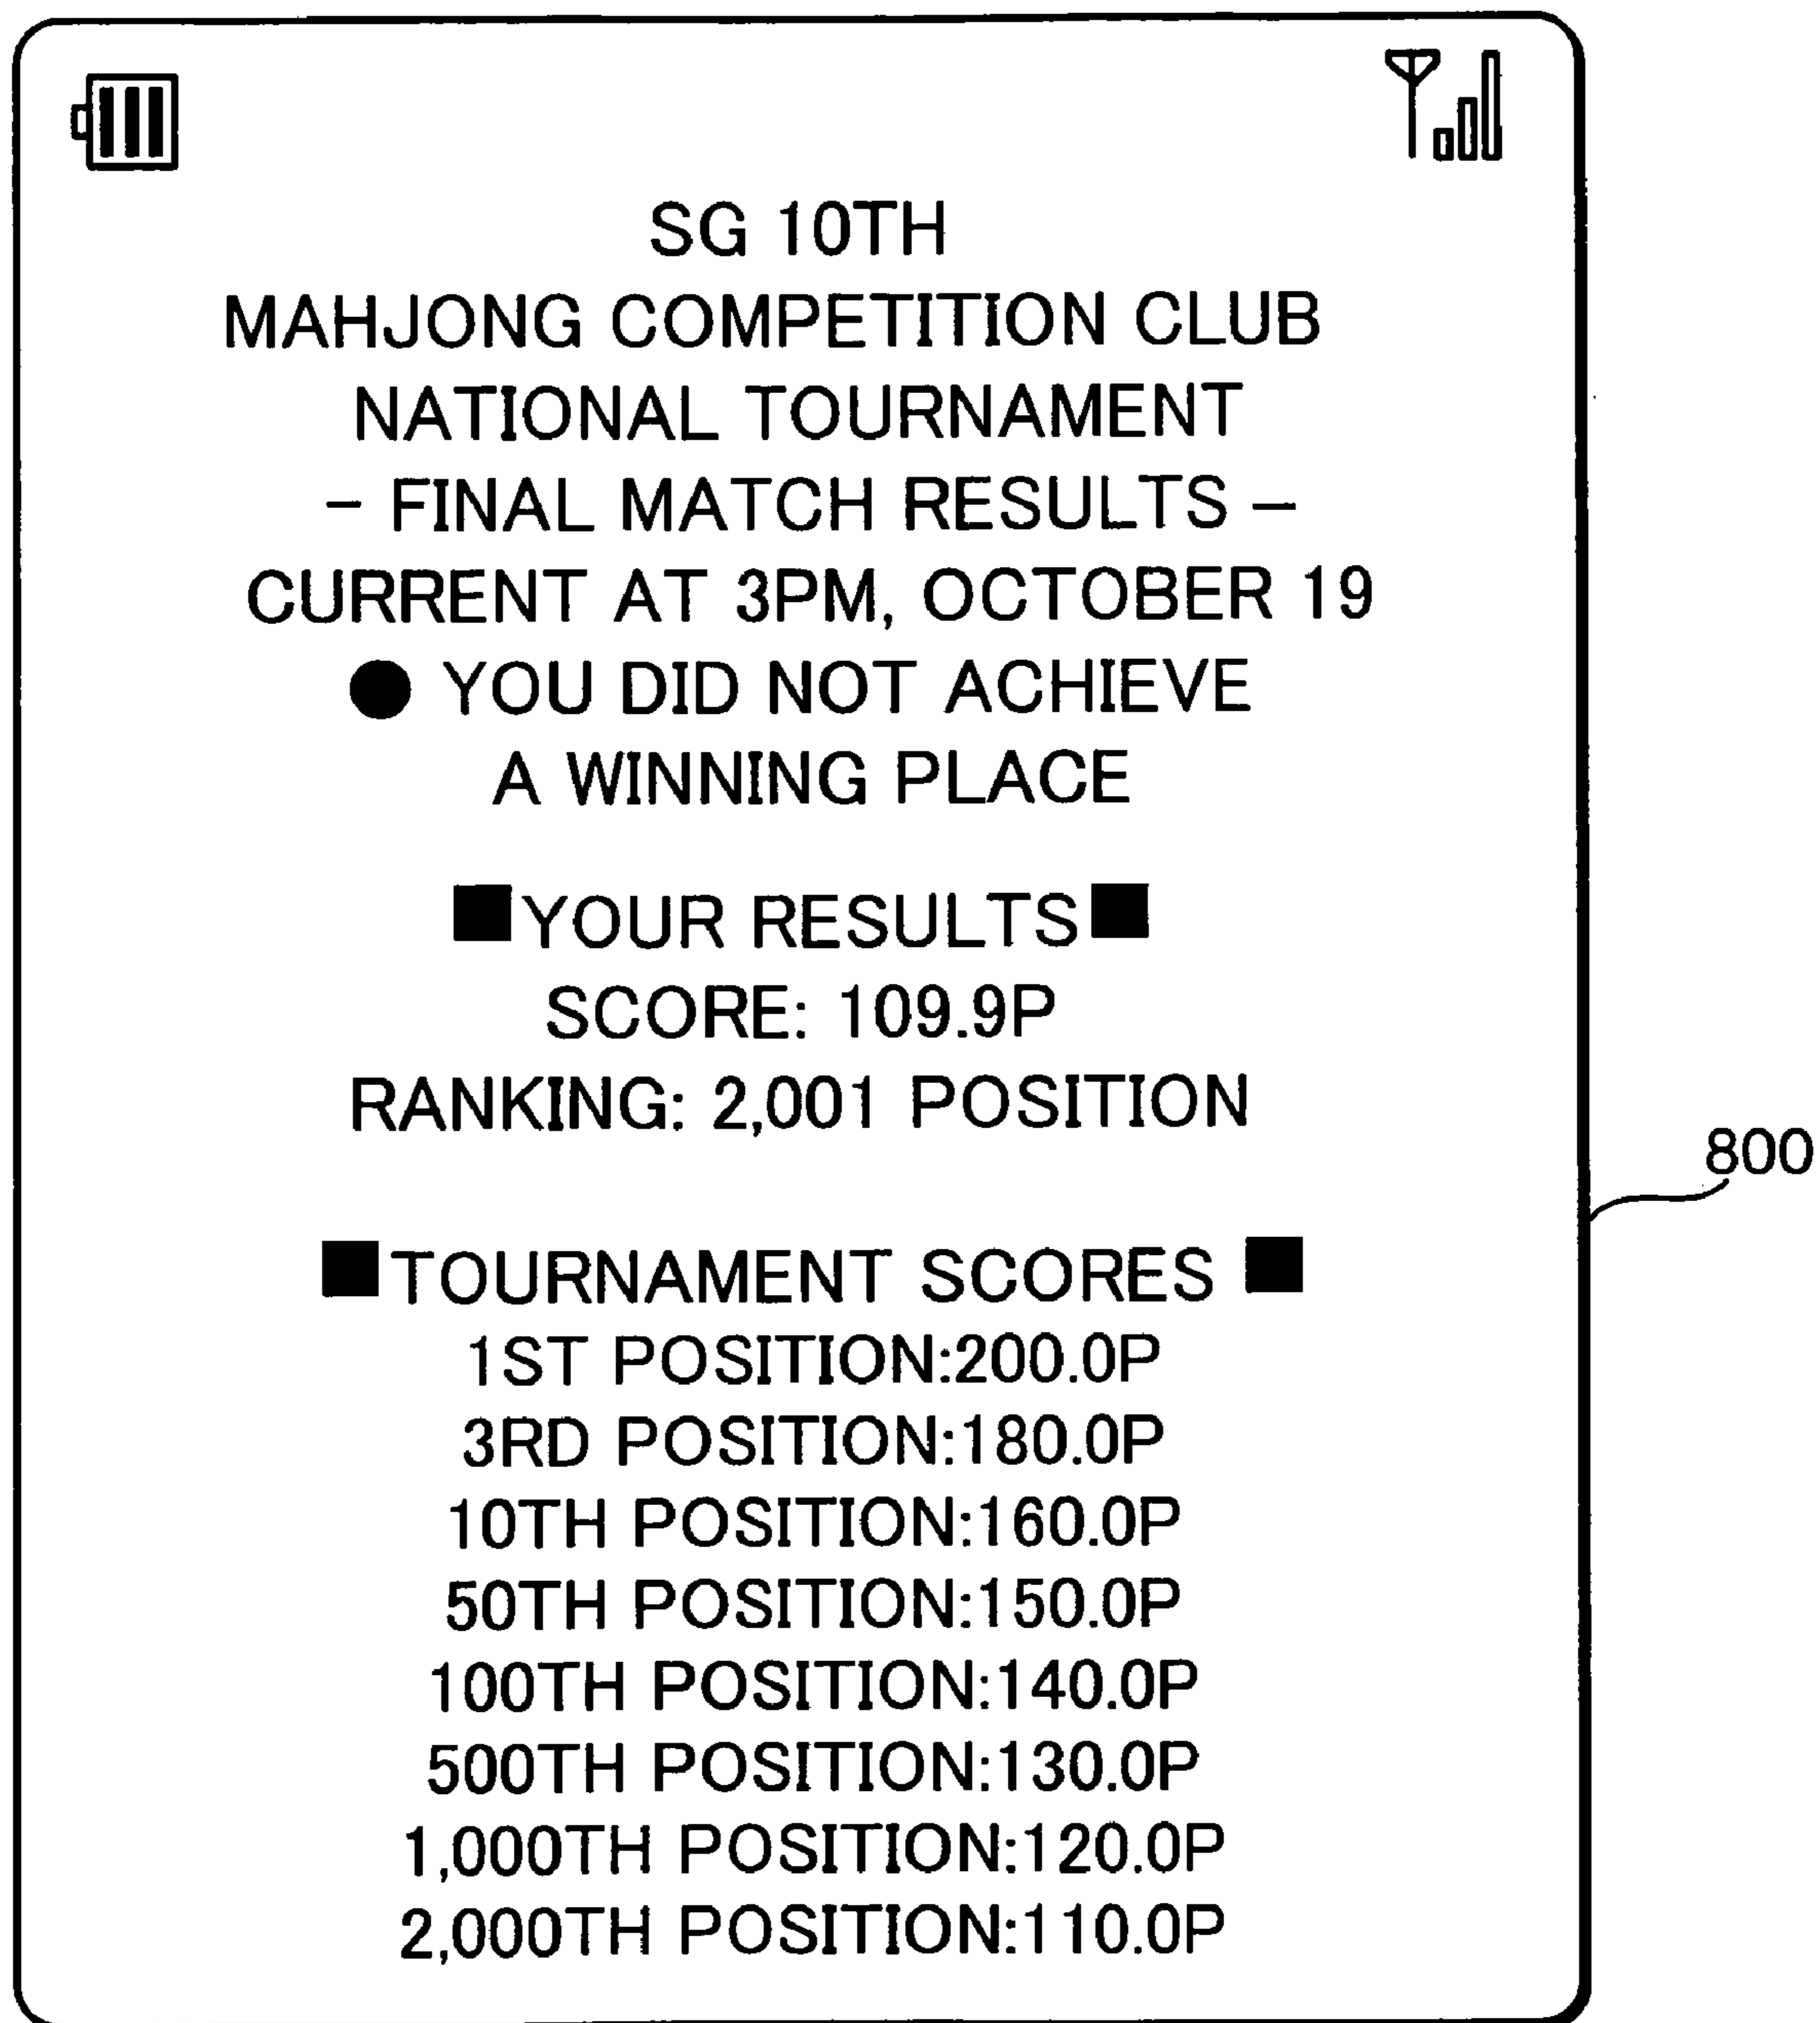 SG 10TH
MAHJONG COMPETITION CLUB
NATIONAL TOURNAMENT
– FINAL MATCH RESULTS –
CURRENT AT 3PM, OCTOBER 19
● YOU DID NOT ACHIEVE
A WINNING PLACE
■YOUR RESULTS■
SCORE: 109.9P
RANKING: 2,001 POSITION
800
■TOURNAMENT SCORES ■
1ST POSITION:200.0P
3RD POSITION:180.0P
10TH POSITION:160.0P
50TH POSITION:150.0P
100TH POSITION:140.0P
500TH POSITION:130.0P
1,000TH POSITION:120.0P
2,000TH POSITION:110.0P